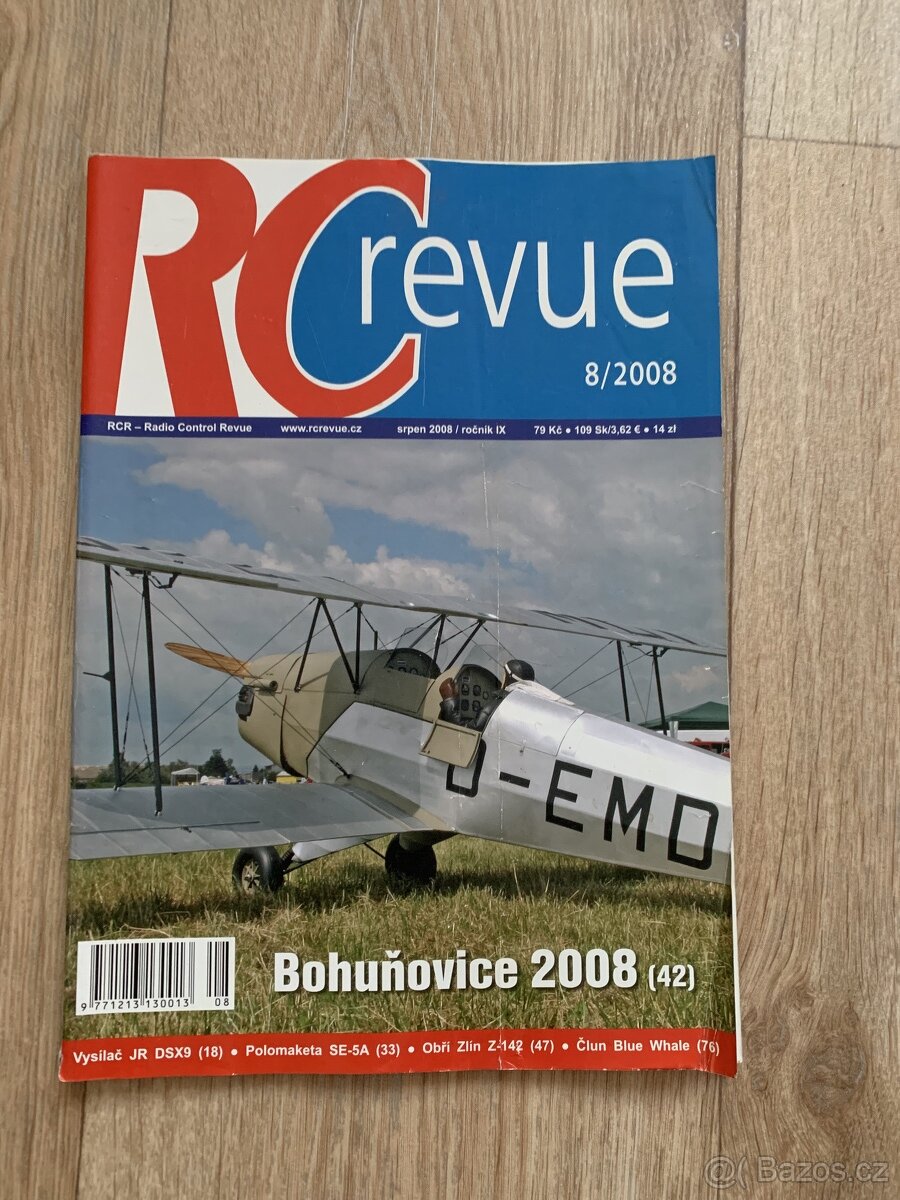 RCrevue
8/2008
RCR – Radio Control Revue www.rcrevue.cz srpen 2008 / ročník IX 79 Kč ● 109 Sk/3,62 € ● 14 zł
D-EMD
Bohuňovice 2008 (42)
9 771213 130013 08
Vysílač JR DSX9 (18) ● Polomaketa SE-5A (33) ● Obří Zlín Z-142 (47) ● Člun Blue Whale (76)
Bazos.cz